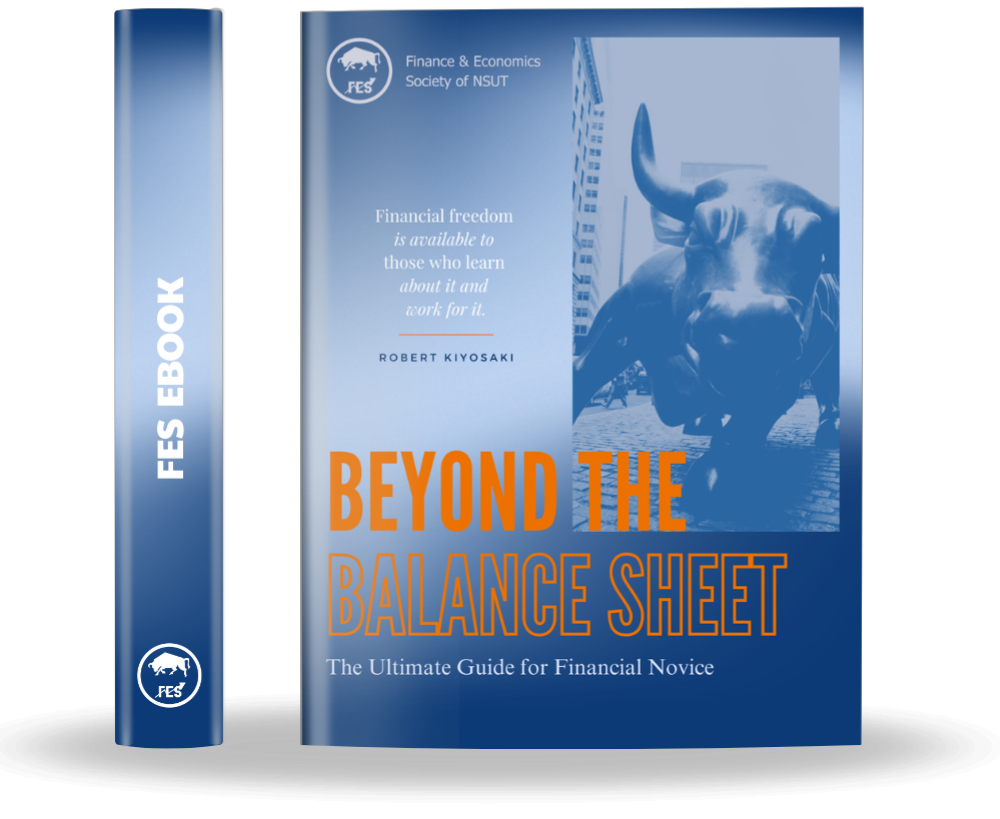 FES EBOOK
FES
FES
Finance & Economics
Society of NSUT
Financial freedom
is available to
those who learn
about it and
work for it.
ROBERT KIYOSAKI
BEYOND THE
BALANCE SHEET
The Ultimate Guide for Financial Novice